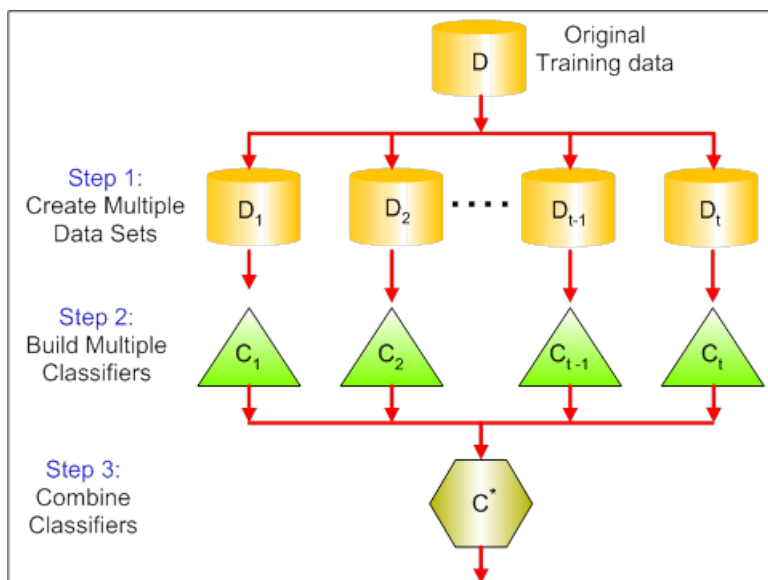 D
Original
Training data
Step 1:
Create Multiple
Data Sets
D₁
D₂
....
Dₜ₋₁
Dₜ
Step 2:
Build Multiple
Classifiers
C₁
C₂
Cₜ₋₁
Cₜ
Step 3:
Combine
Classifiers
C*